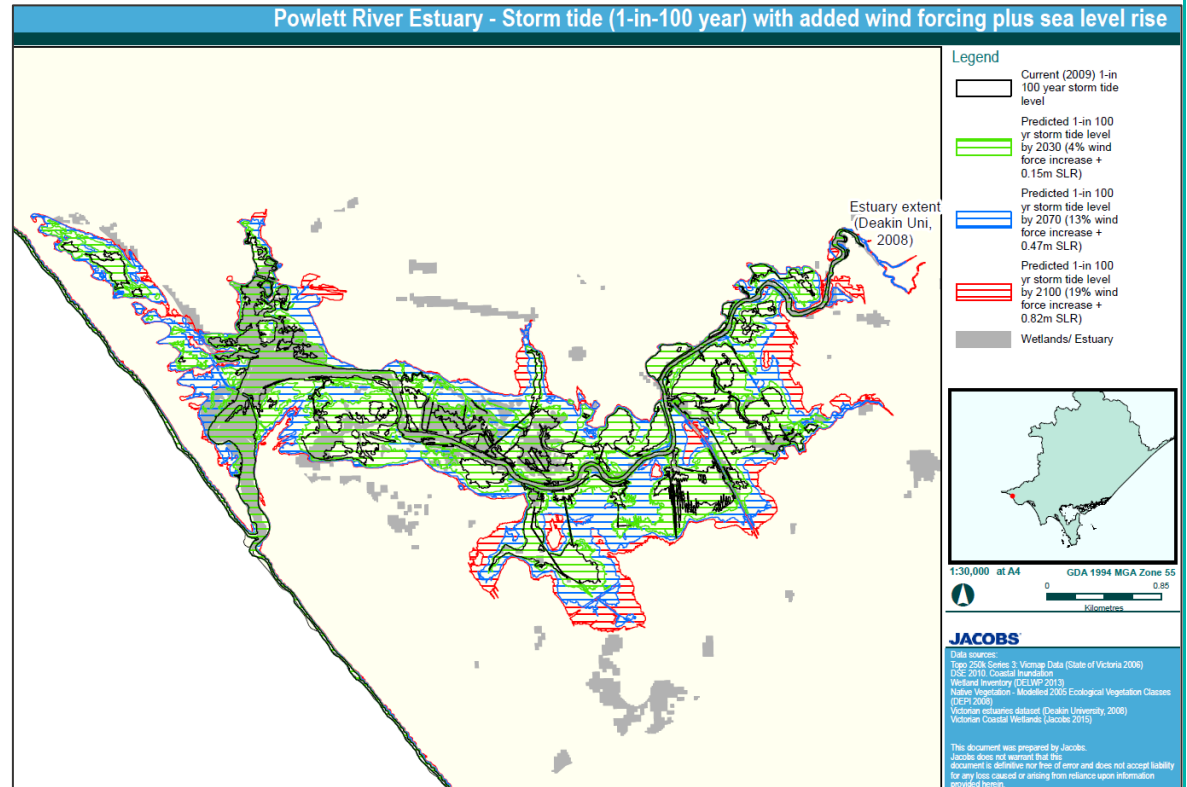 Powlett River Estuary - Storm tide (1-in-100 year) with added wind forcing plus sea level rise
Estuary extent
(Deakin Uni,
2008)
Legend
Current (2009) 1-in
100 year storm tide
level
Predicted 1-in 100
yr storm tide level
by 2030 (4% wind
force increase +
0.15m SLR)
Predicted 1-in 100
yr storm tide level
by 2070 (13% wind
force increase +
0.47m SLR)
Predicted 1-in 100
yr storm tide level
by 2100 (19% wind
force increase +
0.82m SLR)
Wetlands/ Estuary
1:30,000 at A4
GDA 1994 MGA Zone 55
0 0.85
Kilometres
JACOBS
Data sources:
Topo 250k Series 3: Vicmap Data (State of Victoria 2006)
DSE 2010. Coastal Inundation
Wetland Inventory (DELWP 2013)
Native Vegetation - Modelled 2005 Ecological Vegetation Classes
(DEPI 2008)
Victorian estuaries dataset (Deakin University, 2008)
Victorian Coastal Wetlands (Jacobs 2015)
This document was prepared by Jacobs.
Jacobs does not warrant that this
document is definitive nor free of error and does not accept liability
for any loss caused or arising from reliance upon information
provided herein.